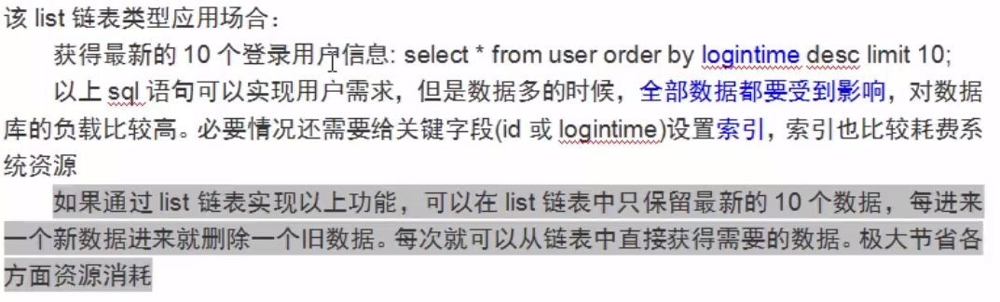 该 list 链表类型应用场合：
获得最新的 10 个登录用户信息: select * from user order by logintime desc limit 10;
以上 sql 语句可以实现用户需求，但是数据多的时候，全部数据都要受到影响，对数据
库的负载比较高。必要情况还需要给关键字段(id 或 logintime)设置索引，索引也比较耗费系
统资源
如果通过 list 链表实现以上功能，可以在 list 链表中只保留最新的 10 个数据，每进来
一个新数据进来就删除一个旧数据。每次就可以从链表中直接获得需要的数据。极大节省各
方面资源消耗